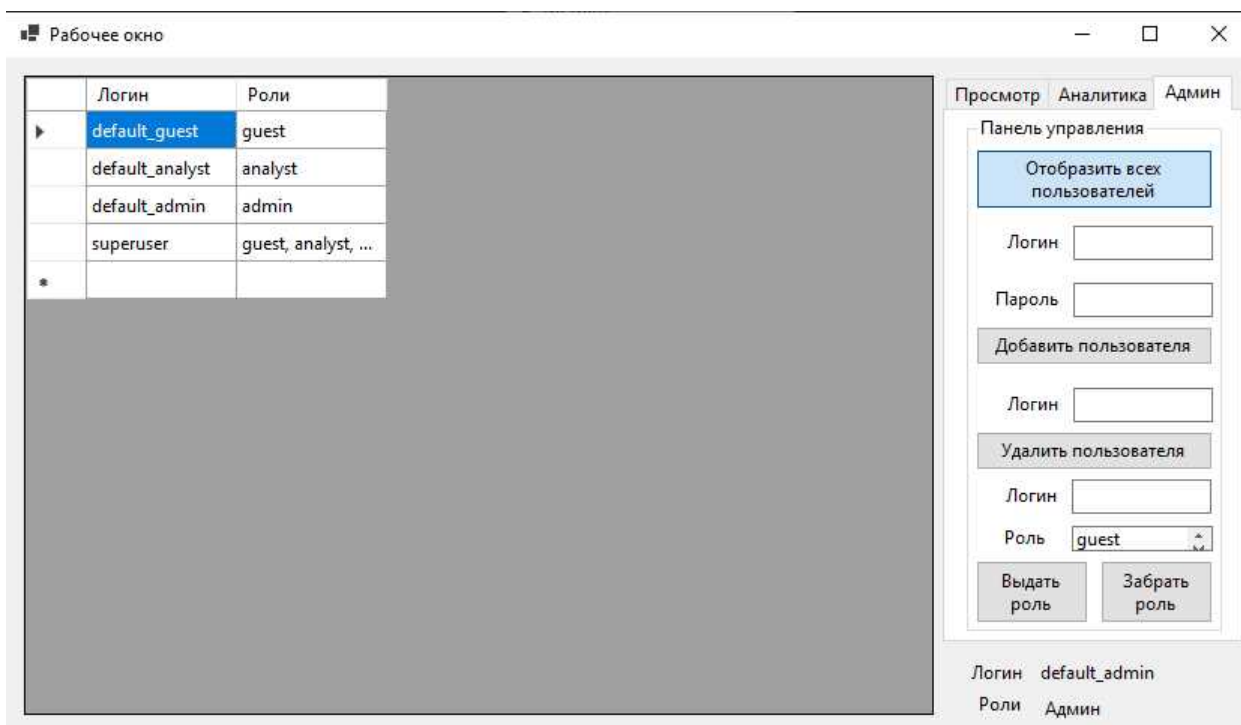 Рабочее окно
Логин Роли
default_guest guest
default_analyst analyst
default_admin admin
superuser guest, analyst, ...
Просмотр Аналитика Админ
Панель управления
Отобразить всех
пользователей
Логин
Пароль
Добавить пользователя
Логин
Удалить пользователя
Логин
Роль guest
Выдать
роль
Забрать
роль
Логин default_admin
Роли Админ